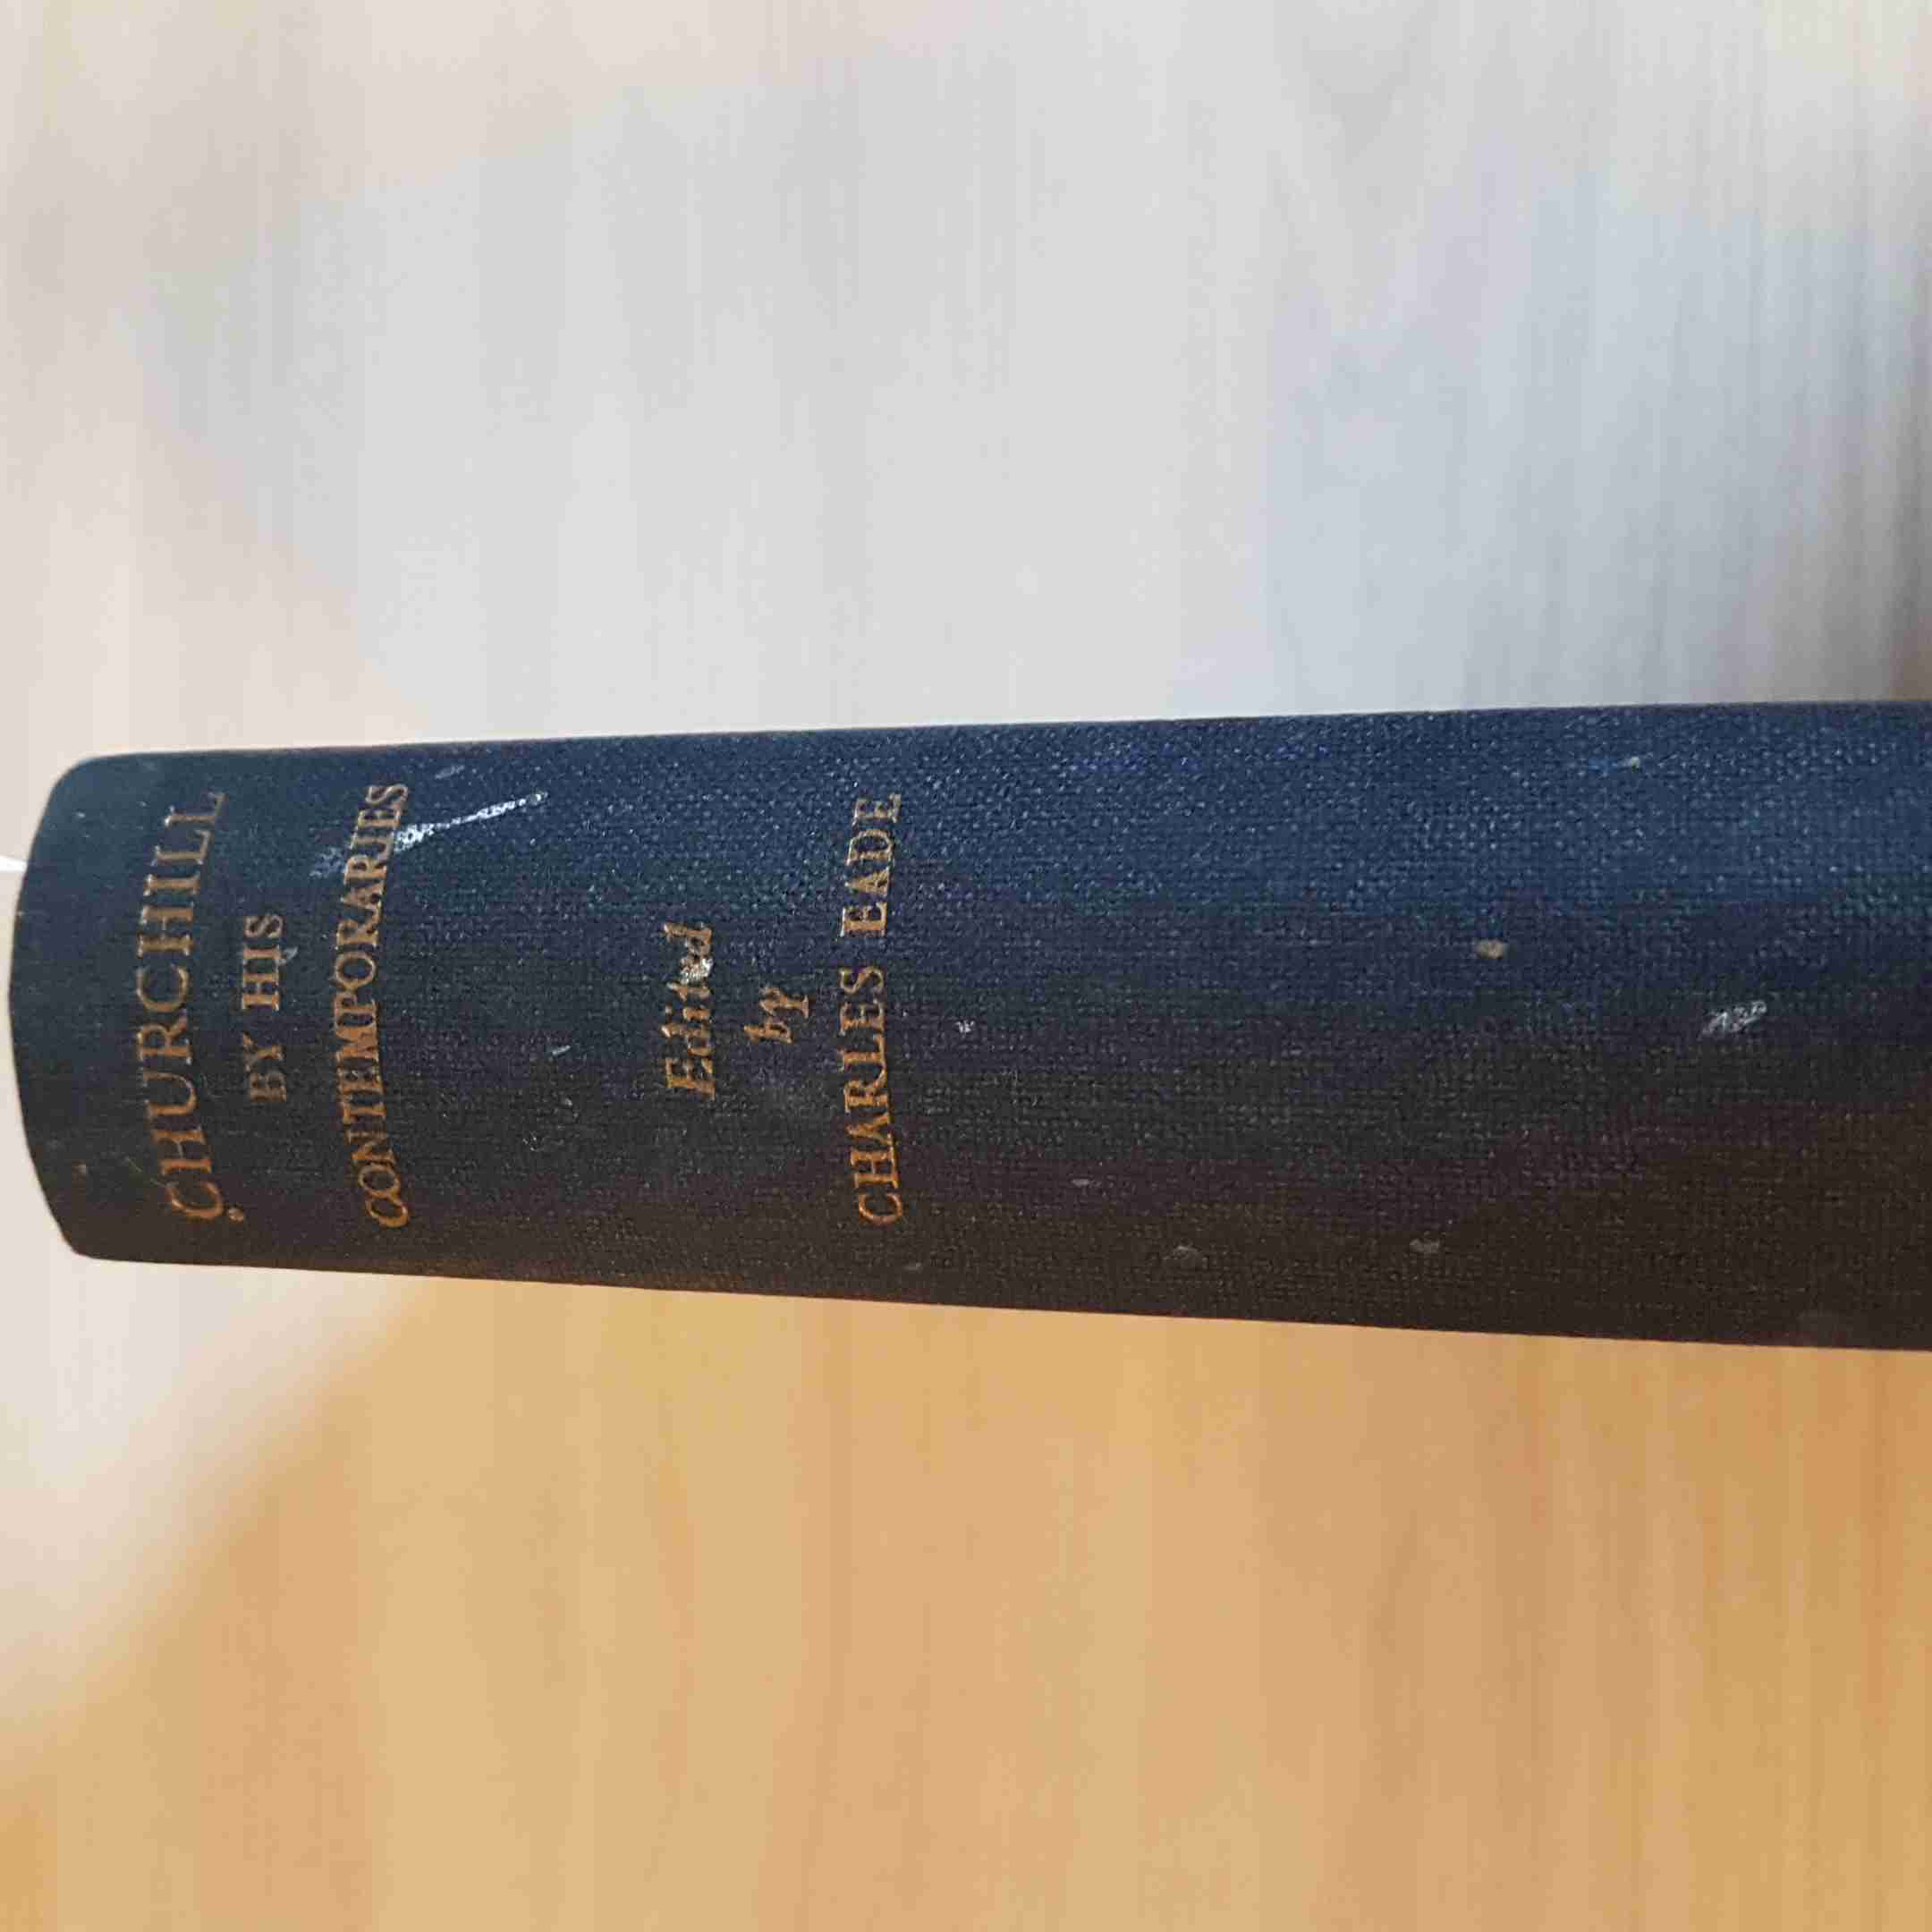 CHURCHILL
BY HIS
CONTEMPORARIES
Edited
by
CHARLES EADE